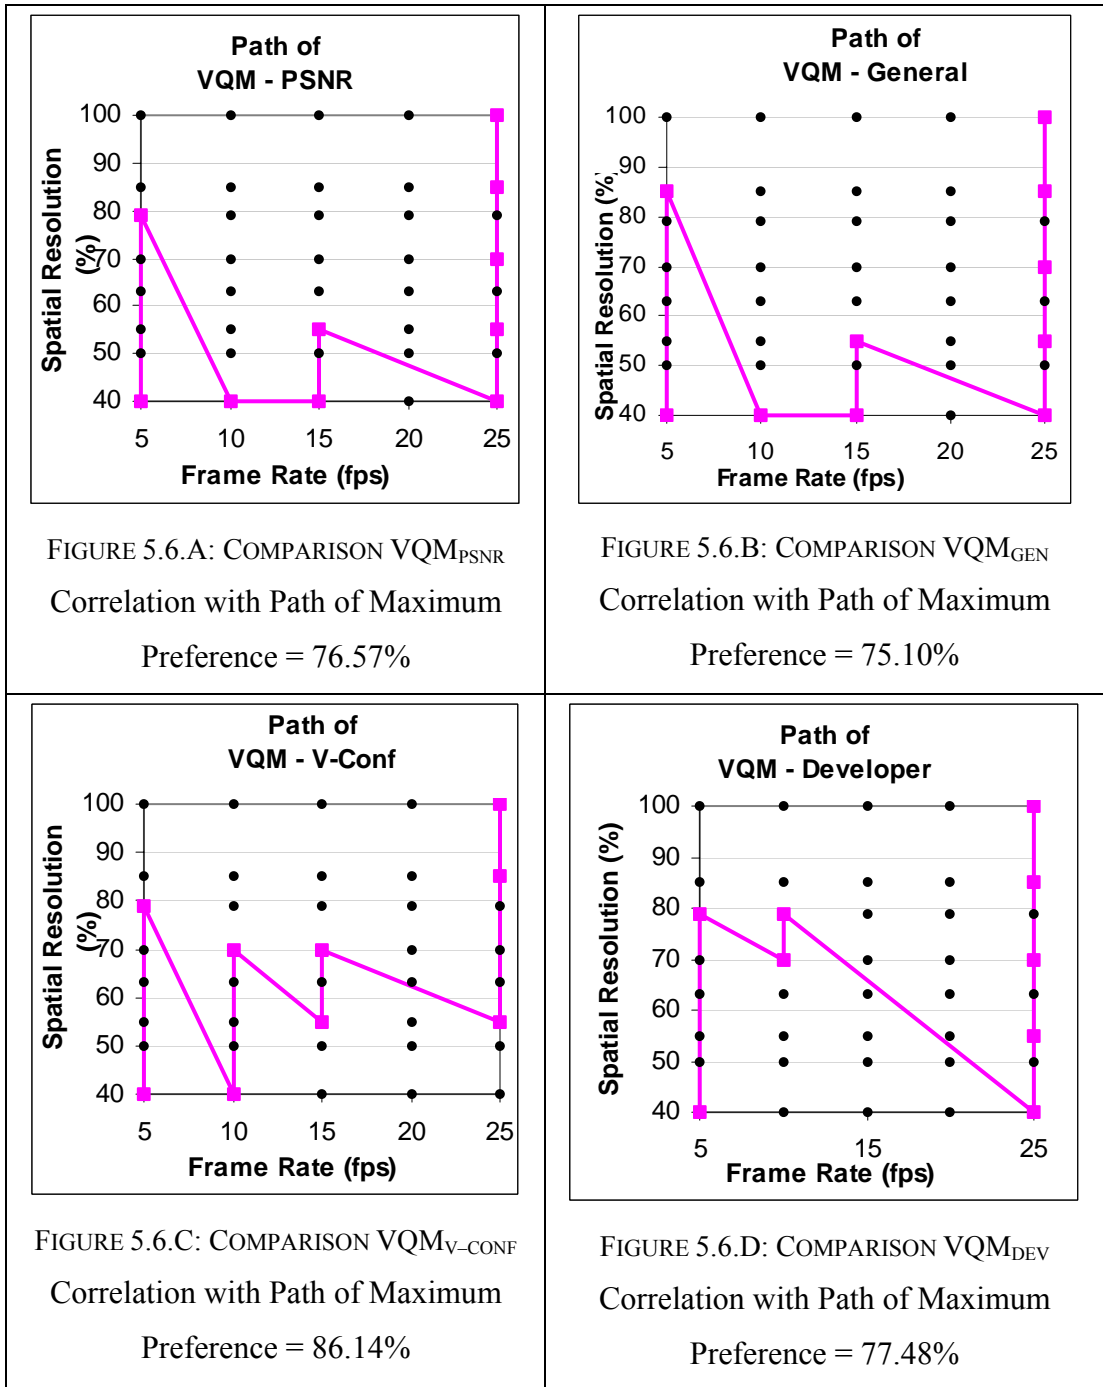 Path of
VQM - PSNR
100
90
80
70
60
50
40
Spatial Resolution
(%)
5 10 15 20 25
Frame Rate (fps)
FIGURE 5.6.A: COMPARISON VQMPSNR
Correlation with Path of Maximum
Preference = 76.57%
Path of
VQM - General
100
90
80
70
60
50
40
Spatial Resolution (%)
5 10 15 20 25
Frame Rate (fps)
FIGURE 5.6.B: COMPARISON VQMGEN
Correlation with Path of Maximum
Preference = 75.10%
Path of
VQM - V-Conf
100
90
80
70
60
50
40
Spatial Resolution
(%)
5 10 15 20 25
Frame Rate (fps)
FIGURE 5.6.C: COMPARISON VQMV–CONF
Correlation with Path of Maximum
Preference = 86.14%
Path of
VQM - Developer
100
90
80
70
60
50
40
Spatial Resolution (%)
5 15 25
Frame Rate (fps)
FIGURE 5.6.D: COMPARISON VQMDEV
Correlation with Path of Maximum
Preference = 77.48%